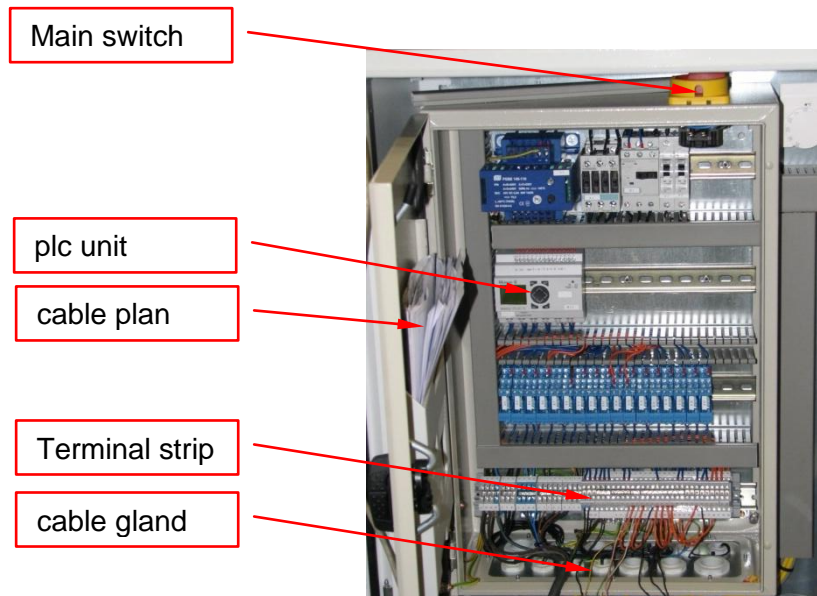 Main switch
plc unit
cable plan
Terminal strip
cable gland